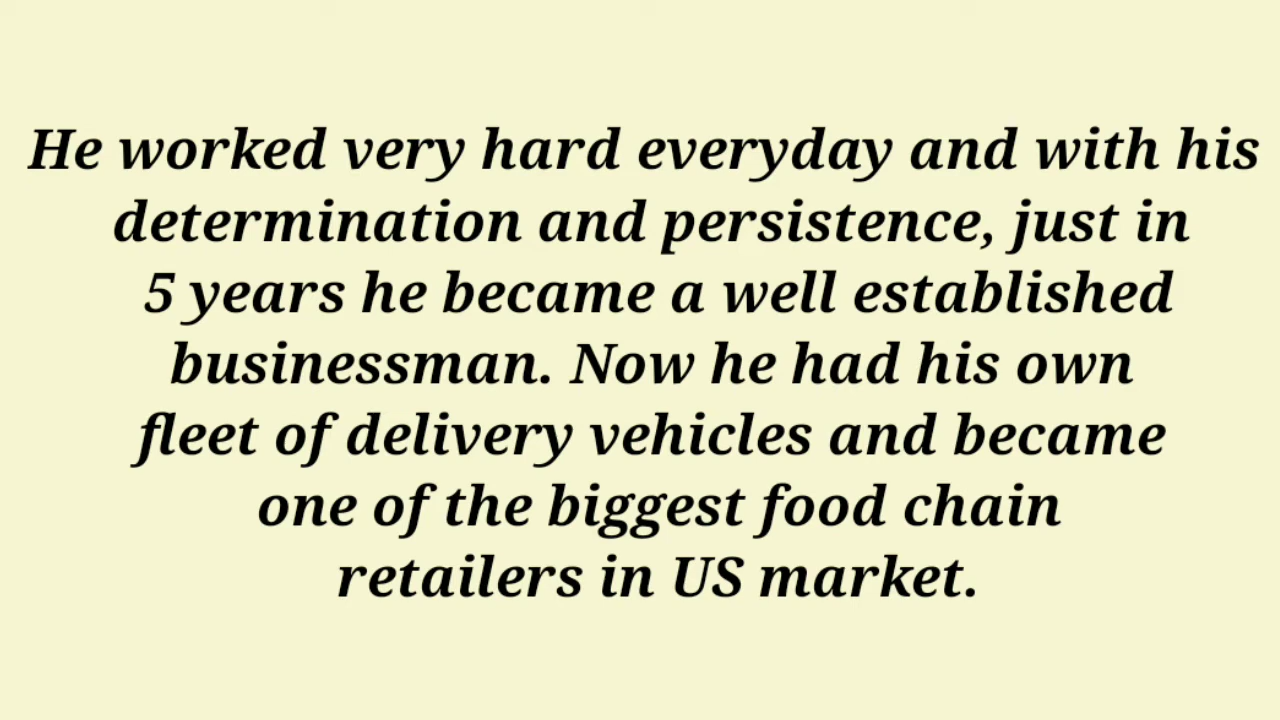 He worked very hard everyday and with his
determination and persistence, just in
5 years he became a well established
businessman. Now he had his own
fleet of delivery vehicles and became
one of the biggest food chain
retailers in US market.